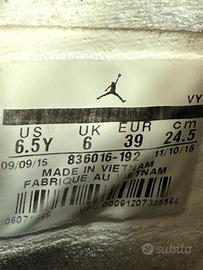 VY
US UK EUR cm
6.5Y 6 39 24.5
09/09/15 836016-192 11/10/15
MADE IN VIETNAM
FABRIQUE AU VIETNAM
00091207385564
subito